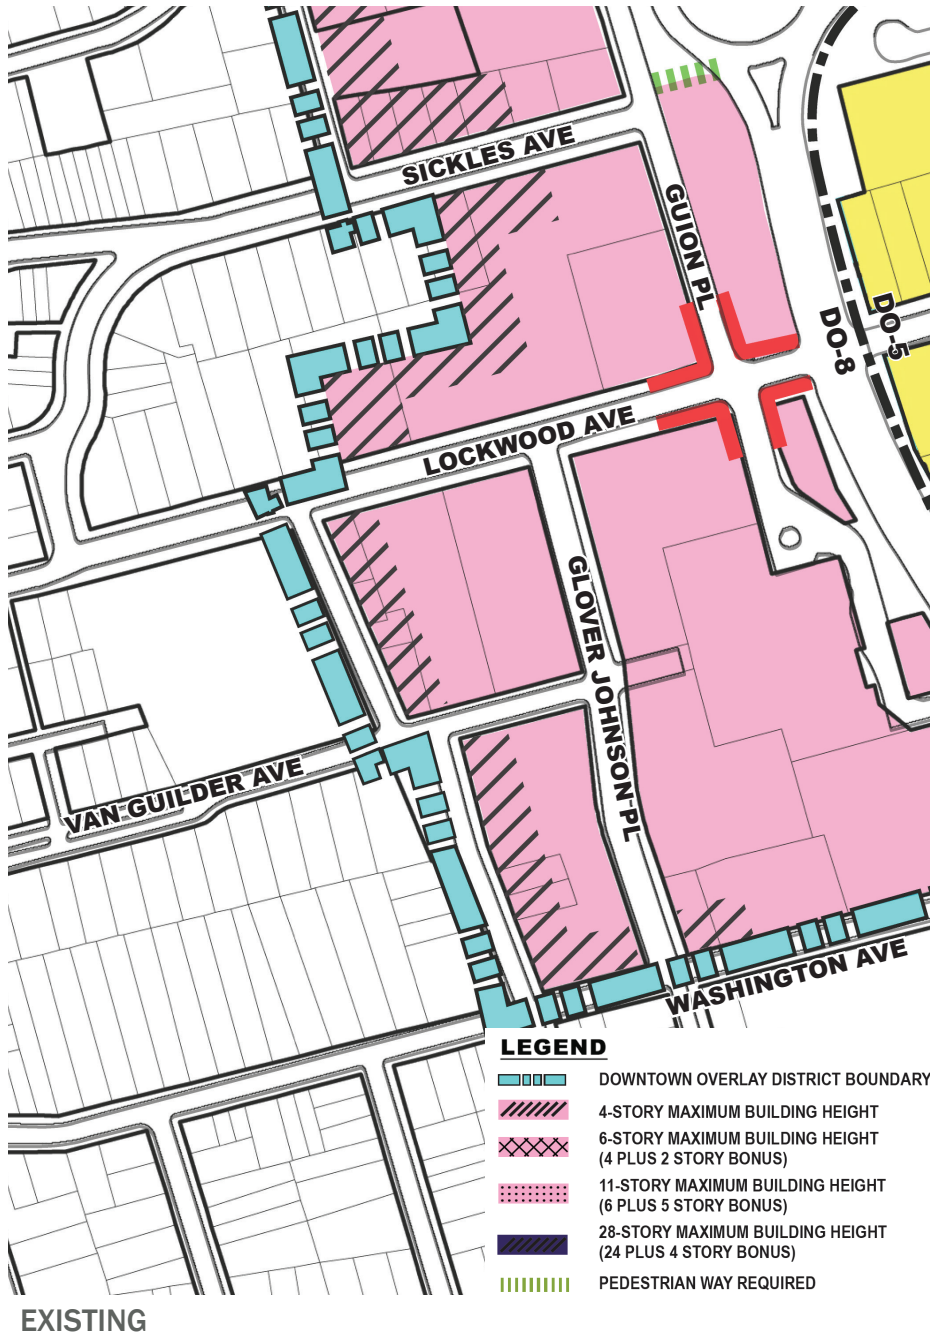 SICKLES AVE
GUION PL
DO-8
DO-5
LOCKWOOD AVE
GLOVER JOHNSON PL
VAN GUILDER AVE
WASHINGTON AVE
LEGEND
DOWNTOWN OVERLAY DISTRICT BOUNDARY
4-STORY MAXIMUM BUILDING HEIGHT
6-STORY MAXIMUM BUILDING HEIGHT
(4 PLUS 2 STORY BONUS)
11-STORY MAXIMUM BUILDING HEIGHT
(6 PLUS 5 STORY BONUS)
28-STORY MAXIMUM BUILDING HEIGHT
(24 PLUS 4 STORY BONUS)
PEDESTRIAN WAY REQUIRED
EXISTING